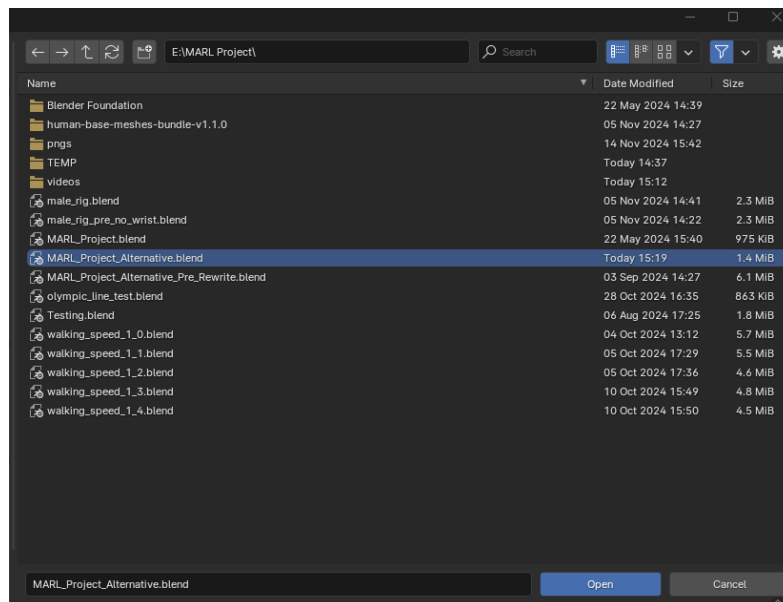 E:\MARL Project\ Search
Name Date Modified Size
Blender Foundation 22 May 2024 14:39
human-base-meshes-bundle-v1.1.0 05 Nov 2024 14:27
pngs 14 Nov 2024 15:42
TEMP Today 14:37
videos Today 15:12
male_rig.blend 05 Nov 2024 14:41 2.3 MiB
male_rig_pre_no_wrist.blend 05 Nov 2024 14:22 2.3 MiB
MARL_Project.blend 22 May 2024 15:40 975 KiB
MARL_Project_Alternative.blend Today 15:19 1.4 MiB
MARL_Project_Alternative_Pre_Rewrite.blend 03 Sep 2024 14:27 6.1 MiB
olympic_line_test.blend 28 Oct 2024 16:35 863 KiB
Testing.blend 06 Aug 2024 17:25 1.8 MiB
walking_speed_1_0.blend 04 Oct 2024 13:12 5.7 MiB
walking_speed_1_1.blend 05 Oct 2024 17:29 5.5 MiB
walking_speed_1_2.blend 05 Oct 2024 17:36 4.6 MiB
walking_speed_1_3.blend 10 Oct 2024 15:49 4.8 MiB
walking_speed_1_4.blend 10 Oct 2024 15:50 4.5 MiB
MARL_Project_Alternative.blend Open Cancel